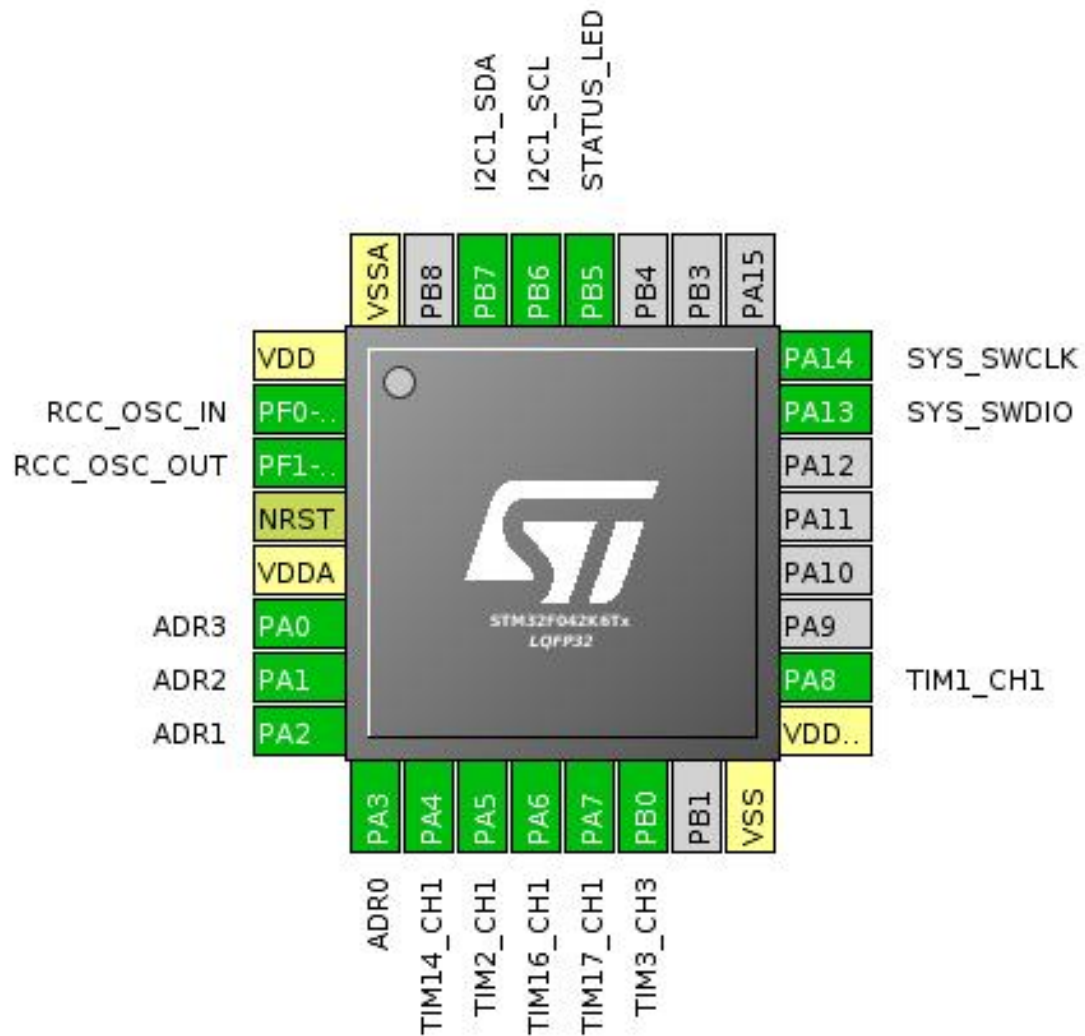 I2C1_SDA
I2C1_SCL
STATUS_LED
VSSA
PB8
PB7
PB6
PB5
PB4
PB3
PA15
VDD
RCC_OSC_IN PF0-..
RCC_OSC_OUT PF1-..
NRST
VDDA
ADR3 PA0
ADR2 PA1
ADR1 PA2
PA14 SYS_SWCLK
PA13 SYS_SWDIO
PA12
PA11
PA10
PA9
PA8 TIM1_CH1
VDD..
ST
STM32F042K6Tx
LQFP32
PA3
PA4
PA5
PA6
PA7
PB0
PB1
VSS
ADR0
TIM14_CH1
TIM2_CH1
TIM16_CH1
TIM17_CH1
TIM3_CH3